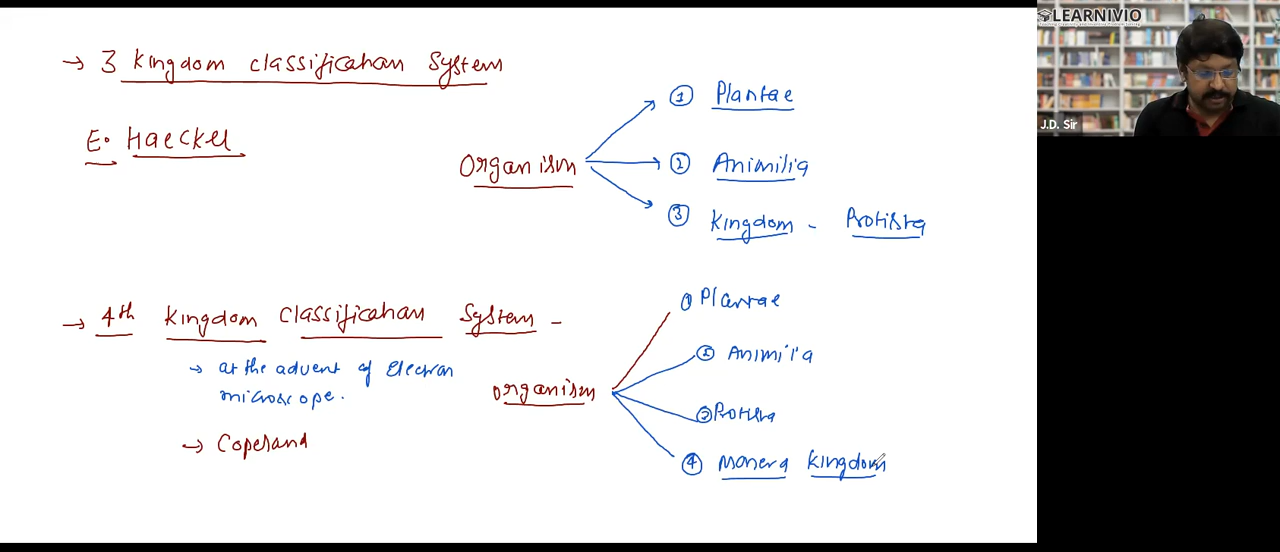 LEARNIVIO
J.D. Sir
→ 3 Kingdom classification System
E. Haeckel
Organism
① Plantae
② Animilia
③ Kingdom - Protista
→ 4th Kingdom Classification System -
→ at the advent of Electron
microscope.
→ Copeland
Organism
① Plantae
② Animilia
③ Protista
④ Monera Kingdom